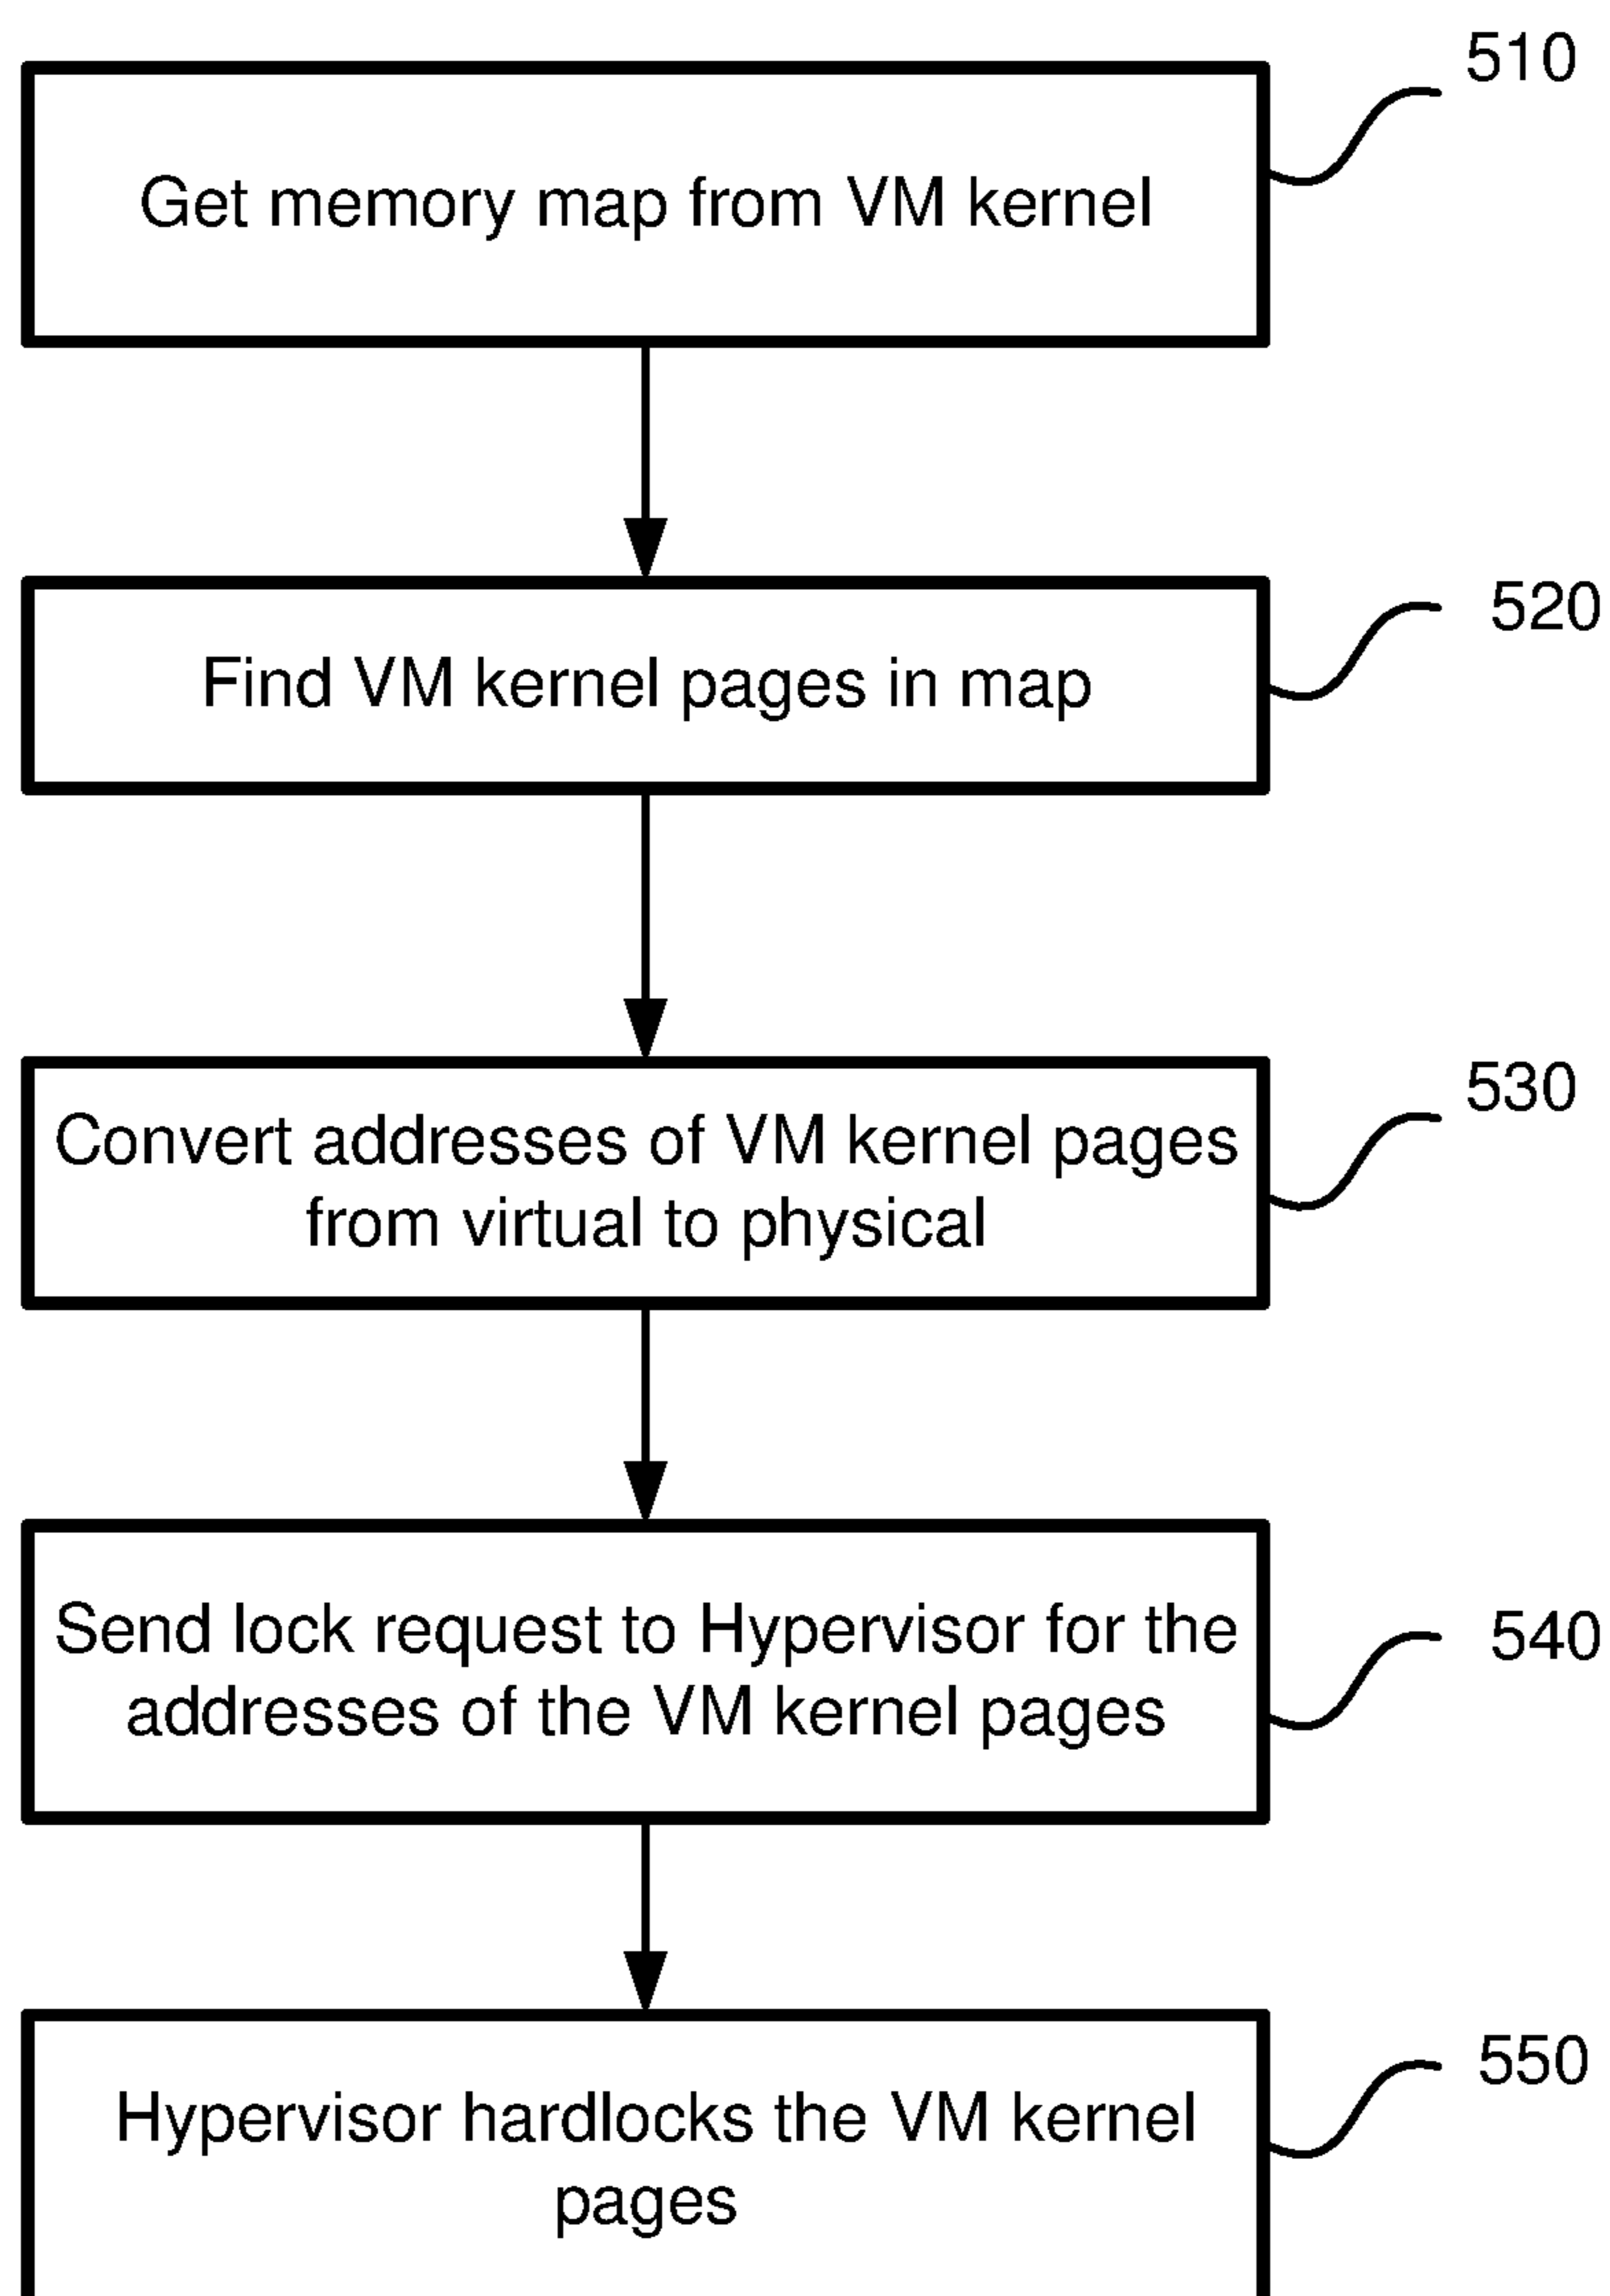 510
Get memory map from VM kernel
520
Find VM kernel pages in map
530
Convert addresses of VM kernel pages
from virtual to physical
540
Send lock request to Hypervisor for the
addresses of the VM kernel pages
550
Hypervisor hardlocks the VM kernel
pages